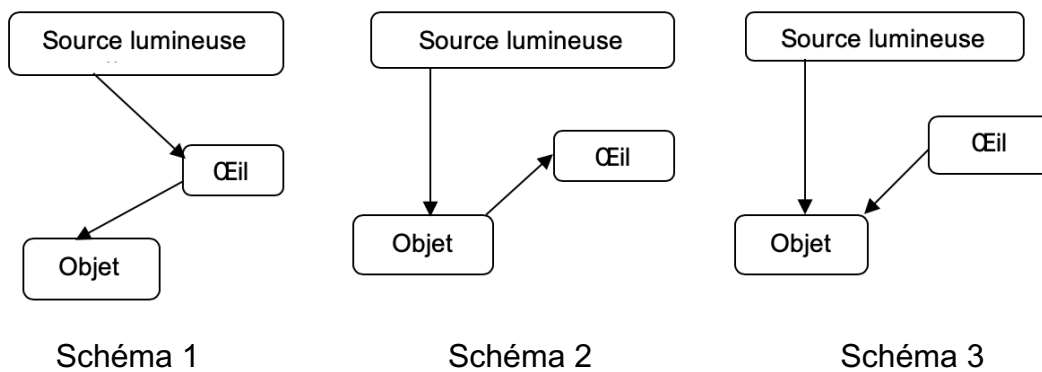 Source lumineuse
Œil
Objet
Schéma 1
Source lumineuse
Œil
Objet
Schéma 2
Source lumineuse
Œil
Objet
Schéma 3